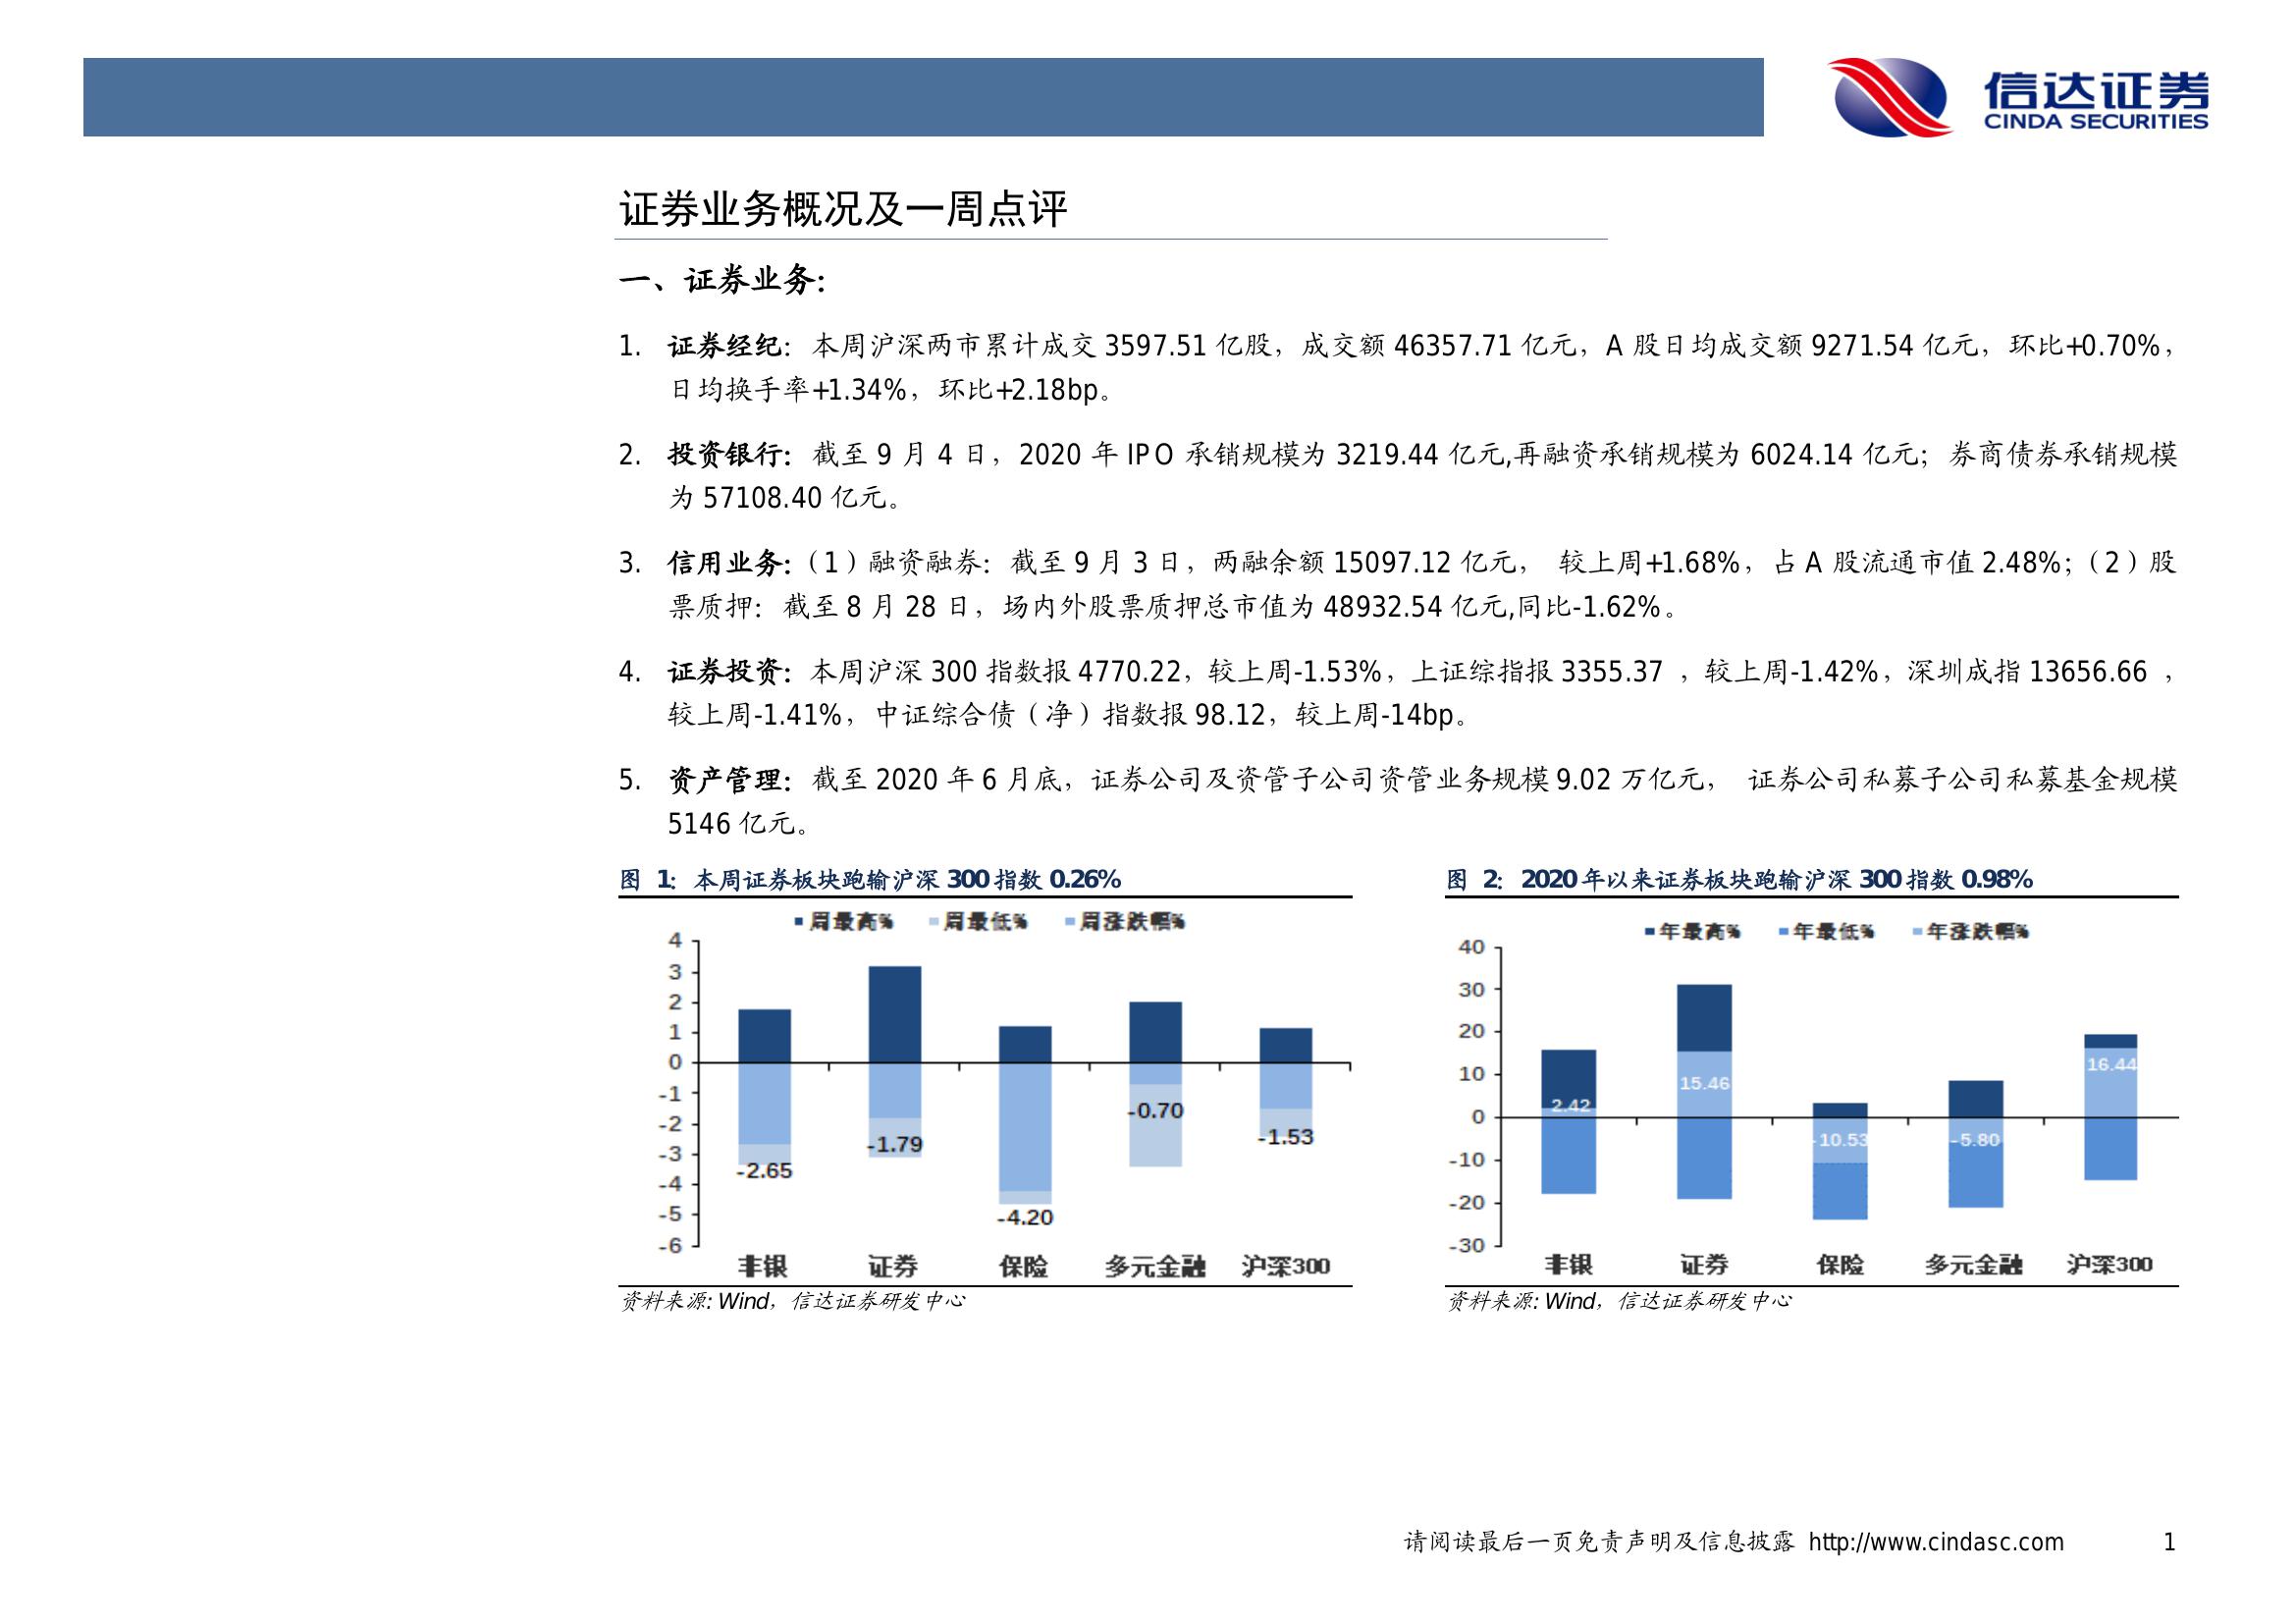 信达证券
CINDA SECURITIES
证券业务概况及一周点评
一、证券业务：
1. 证券经纪：本周沪深两市累计成交 3597.51 亿股，成交额 46357.71 亿元，A 股日均成交额 9271.54 亿元，环比+0.70%，
日均换手率+1.34%，环比+2.18bp。
2. 投资银行：截至 9 月 4 日，2020 年 IPO 承销规模为 3219.44 亿元,再融资承销规模为 6024.14 亿元；券商债券承销规模
为 57108.40 亿元。
3. 信用业务:（1）融资融券：截至 9 月 3 日，两融余额 15097.12 亿元， 较上周+1.68%，占 A 股流通市值 2.48%;（2）股
票质押：截至 8 月 28 日，场内外股票质押总市值为 48932.54 亿元,同比-1.62%。
4. 证券投资：本周沪深 300 指数报 4770.22，较上周-1.53%，上证综指报 3355.37 ，较上周-1.42%，深圳成指 13656.66 ，
较上周-1.41%，中证综合债（净）指数报 98.12，较上周-14bp。
5. 资产管理：截至 2020 年 6 月底，证券公司及资管子公司资管业务规模 9.02 万亿元， 证券公司私募子公司私募基金规模
5146 亿元。
图 1：本周证券板块跑输沪深 300 指数 0.26%
周最高% 周最低% 周涨跌幅%
4
3
2
1
0
-1
-2
-3
-4
-5
-6
-2.65
-1.79
-4.20
-0.70
-1.53
非银 证券 保险 多元金融 沪深300
资料来源: Wind，信达证券研发中心
图 2：2020 年以来证券板块跑输沪深 300 指数 0.98%
年最高% 年最低% 年涨跌幅%
40
30
20
10
0
-10
-20
-30
2.42
15.46
-10.53
-5.80
16.44
非银 证券 保险 多元金融 沪深300
资料来源: Wind，信达证券研发中心
请阅读最后一页免责声明及信息披露 http://www.cindasc.com 1